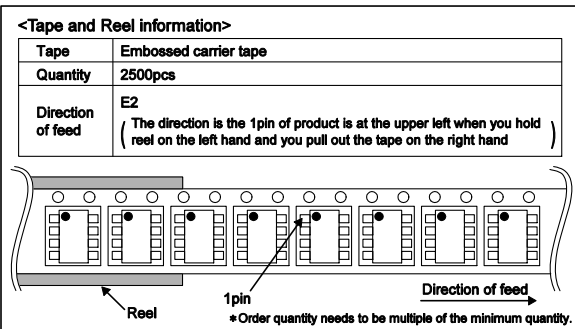 <Tape and Reel information>
Tape Embossed carrier tape
Quantity 2500pcs
Direction of feed E2
( The direction is the 1pin of product is at the upper left when you hold
reel on the left hand and you pull out the tape on the right hand )
Direction of feed
1pin
Reel
*Order quantity needs to be multiple of the minimum quantity.